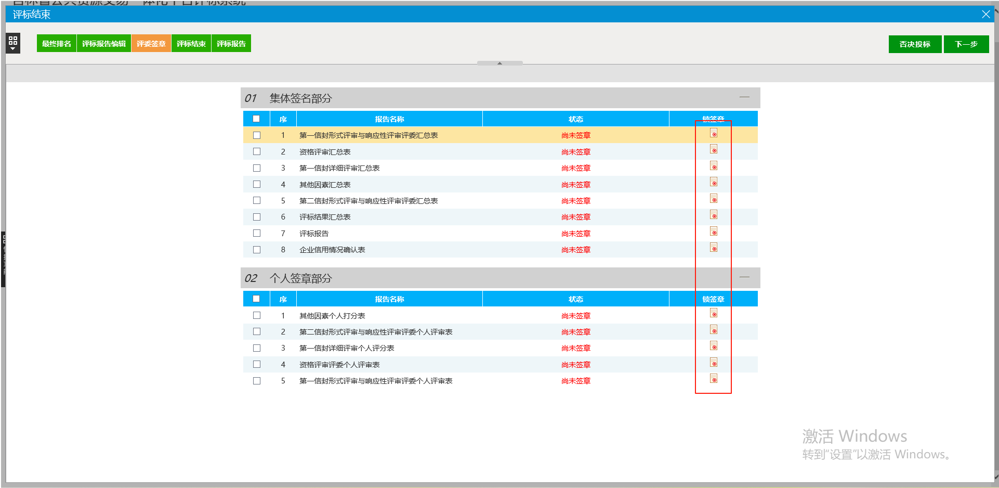 评标结束
最终排名 评标报告编辑 评委签章 评标结束 评标报告 否决投标 下一步
01 集体签名部分
序 报告名称 状态 锁签章
1 第一信封形式评审与响应性评审评委汇总表 尚未签章
2 资格评审汇总表 尚未签章
3 第一信封详细评审汇总表 尚未签章
4 其他因素汇总表 尚未签章
5 第二信封形式评审与响应性评审评委汇总表 尚未签章
6 评标结果汇总表 尚未签章
7 评标报告 尚未签章
8 企业信用情况确认表 尚未签章
02 个人签章部分
序 报告名称 状态 锁签章
1 其他因素个人打分表 尚未签章
2 第二信封形式评审与响应性评审评委个人评审表 尚未签章
3 第一信封详细评审个人评分表 尚未签章
4 资格评审评委个人评审表 尚未签章
5 第一信封形式评审与响应性评审评委个人评审表 尚未签章
激活 Windows
转到“设置”以激活 Windows。